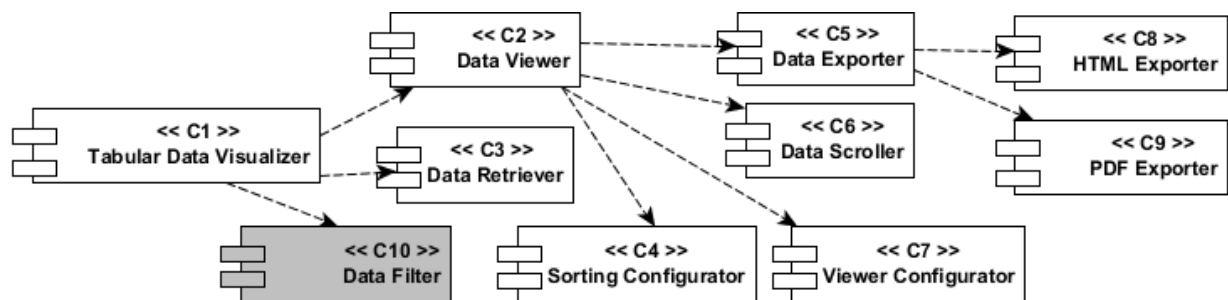 << C2 >>
Data Viewer
<< C5 >>
Data Exporter
<< C8 >>
HTML Exporter
<< C1 >>
Tabular Data Visualizer
<< C3 >>
Data Retriever
<< C6 >>
Data Scroller
<< C9 >>
PDF Exporter
<< C10 >>
Data Filter
<< C4 >>
Sorting Configurator
<< C7 >>
Viewer Configurator